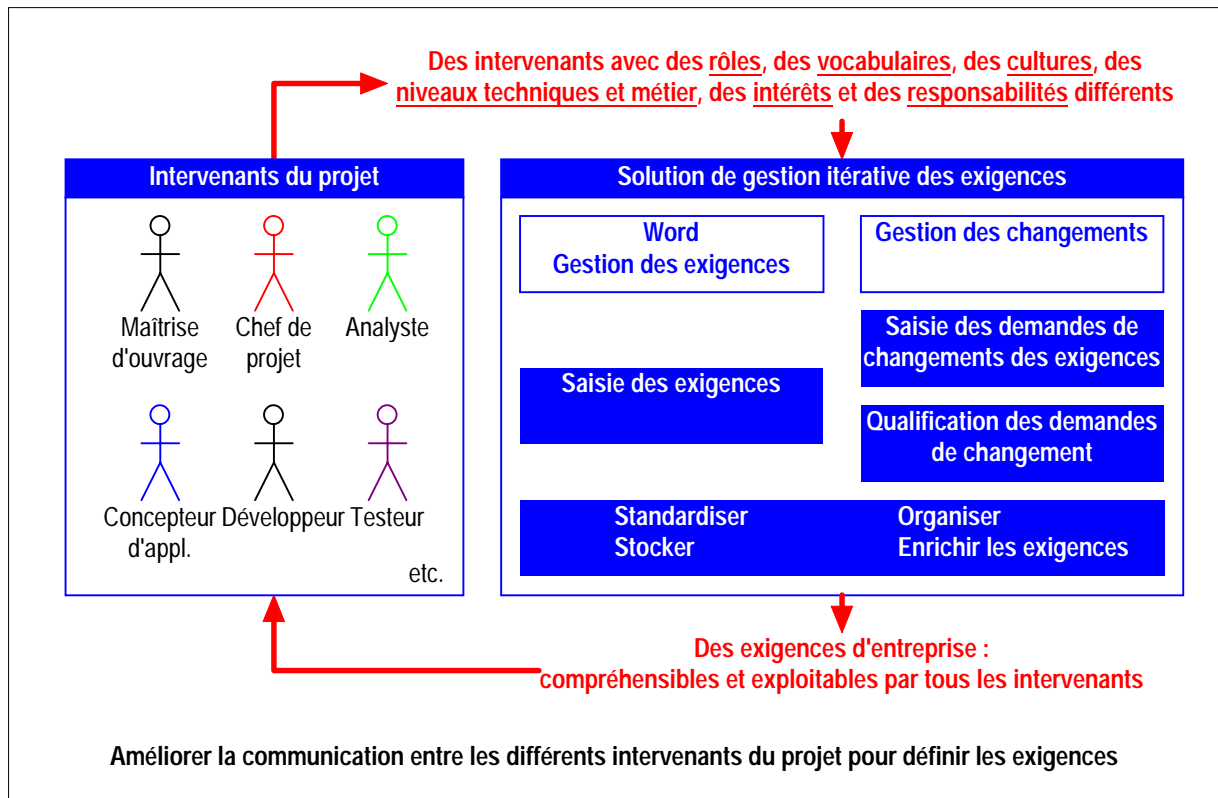 Des intervenants avec des rôles, des vocabulaires, des cultures, des
niveaux techniques et métier, des intérêts et des responsabilités différents
Intervenants du projet
Maîtrise
d'ouvrage
Chef de
projet
Analyste
Concepteur
d'appl.
Développeur
Testeur
etc.
Solution de gestion itérative des exigences
Word
Gestion des exigences
Gestion des changements
Saisie des exigences
Saisie des demandes de
changements des exigences
Qualification des demandes
de changement
Standardiser
Stocker
Organiser
Enrichir les exigences
Des exigences d'entreprise :
compréhensibles et exploitables par tous les intervenants
Améliorer la communication entre les différents intervenants du projet pour définir les exigences